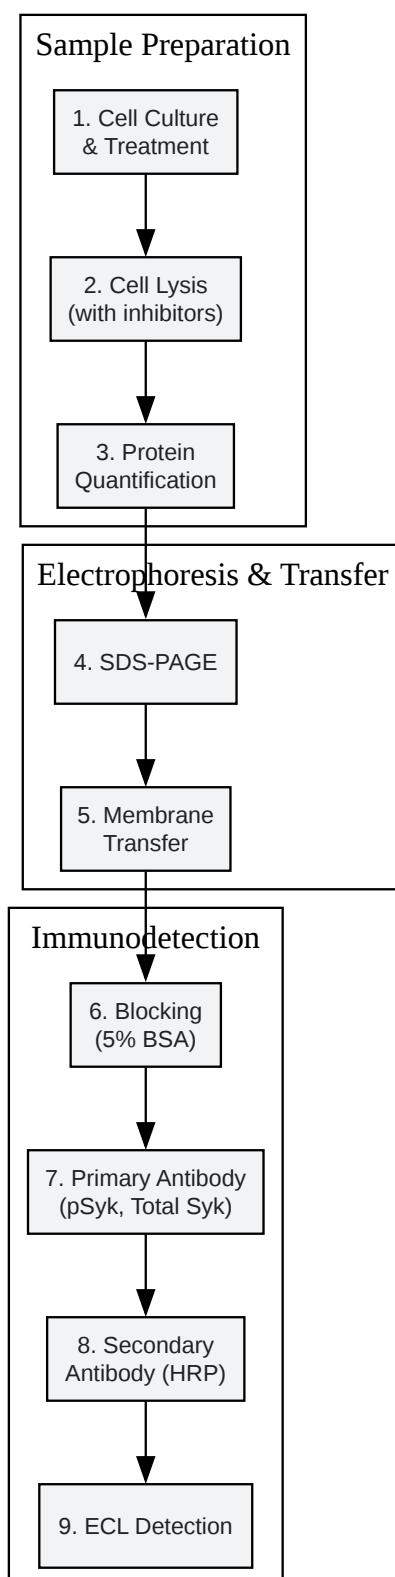 Sample Preparation
1. Cell Culture
& Treatment
2. Cell Lysis
(with inhibitors)
3. Protein
Quantification
Electrophoresis & Transfer
4. SDS-PAGE
5. Membrane
Transfer
Immunodetection
6. Blocking
(5% BSA)
7. Primary Antibody
(pSyk, Total Syk)
8. Secondary
Antibody (HRP)
9. ECL Detection